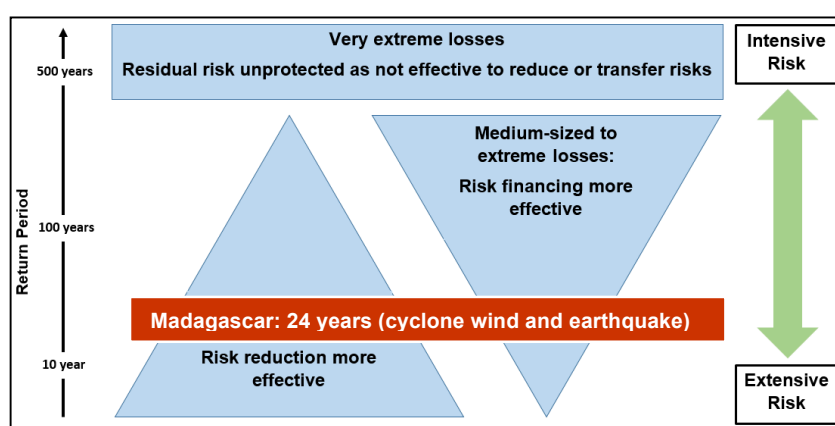 Very extreme losses
Residual risk unprotected as not effective to reduce or transfer risks
Intensive
Risk
500 years
Medium-sized to
extreme losses:
Risk financing more
effective
100 years
Return Period
Madagascar: 24 years (cyclone wind and earthquake)
Risk reduction more
effective
10 year
Extensive
Risk